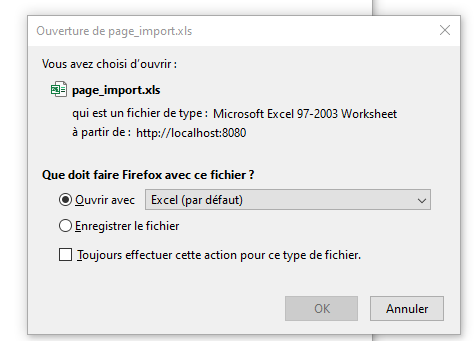 Ouverture de page_import.xls
Vous avez choisi d'ouvrir :
page_import.xls
qui est un fichier de type : Microsoft Excel 97-2003 Worksheet
à partir de : http://localhost:8080
Que doit faire Firefox avec ce fichier ?
Ouvrir avec Excel (par défaut)
Enregistrer le fichier
Toujours effectuer cette action pour ce type de fichier.
OK Annuler